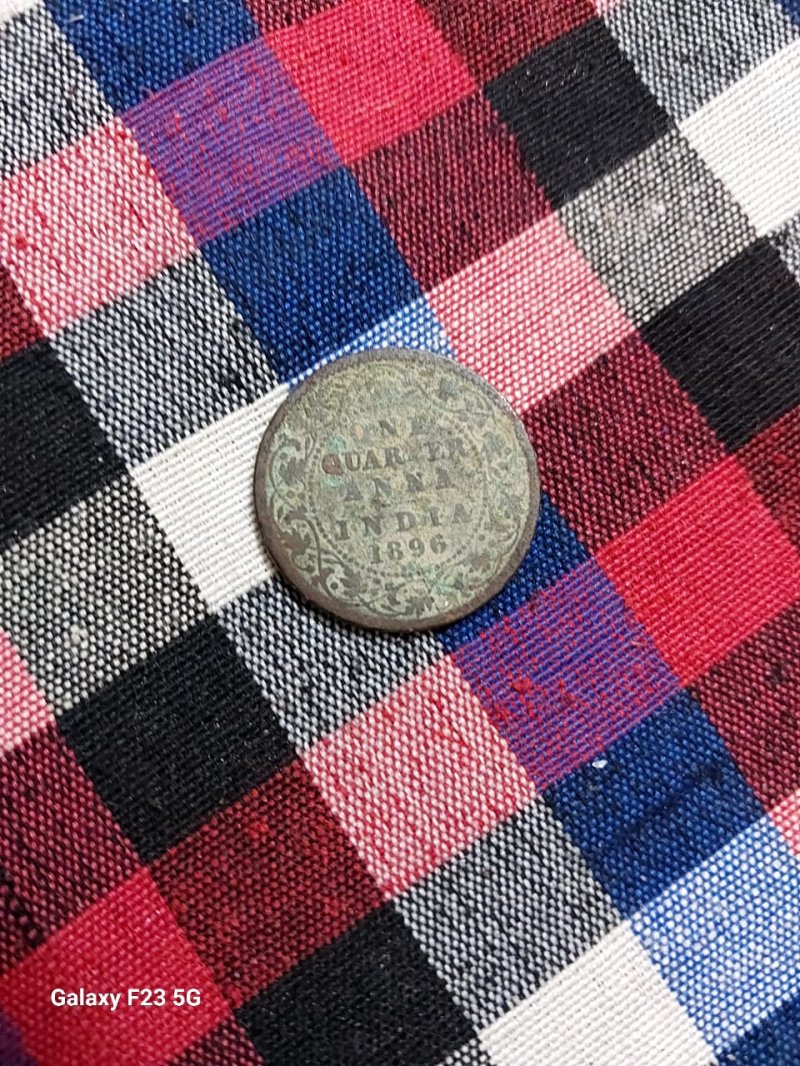 ONE
QUARTER
ANNA
INDIA
1896
Galaxy F23 5G